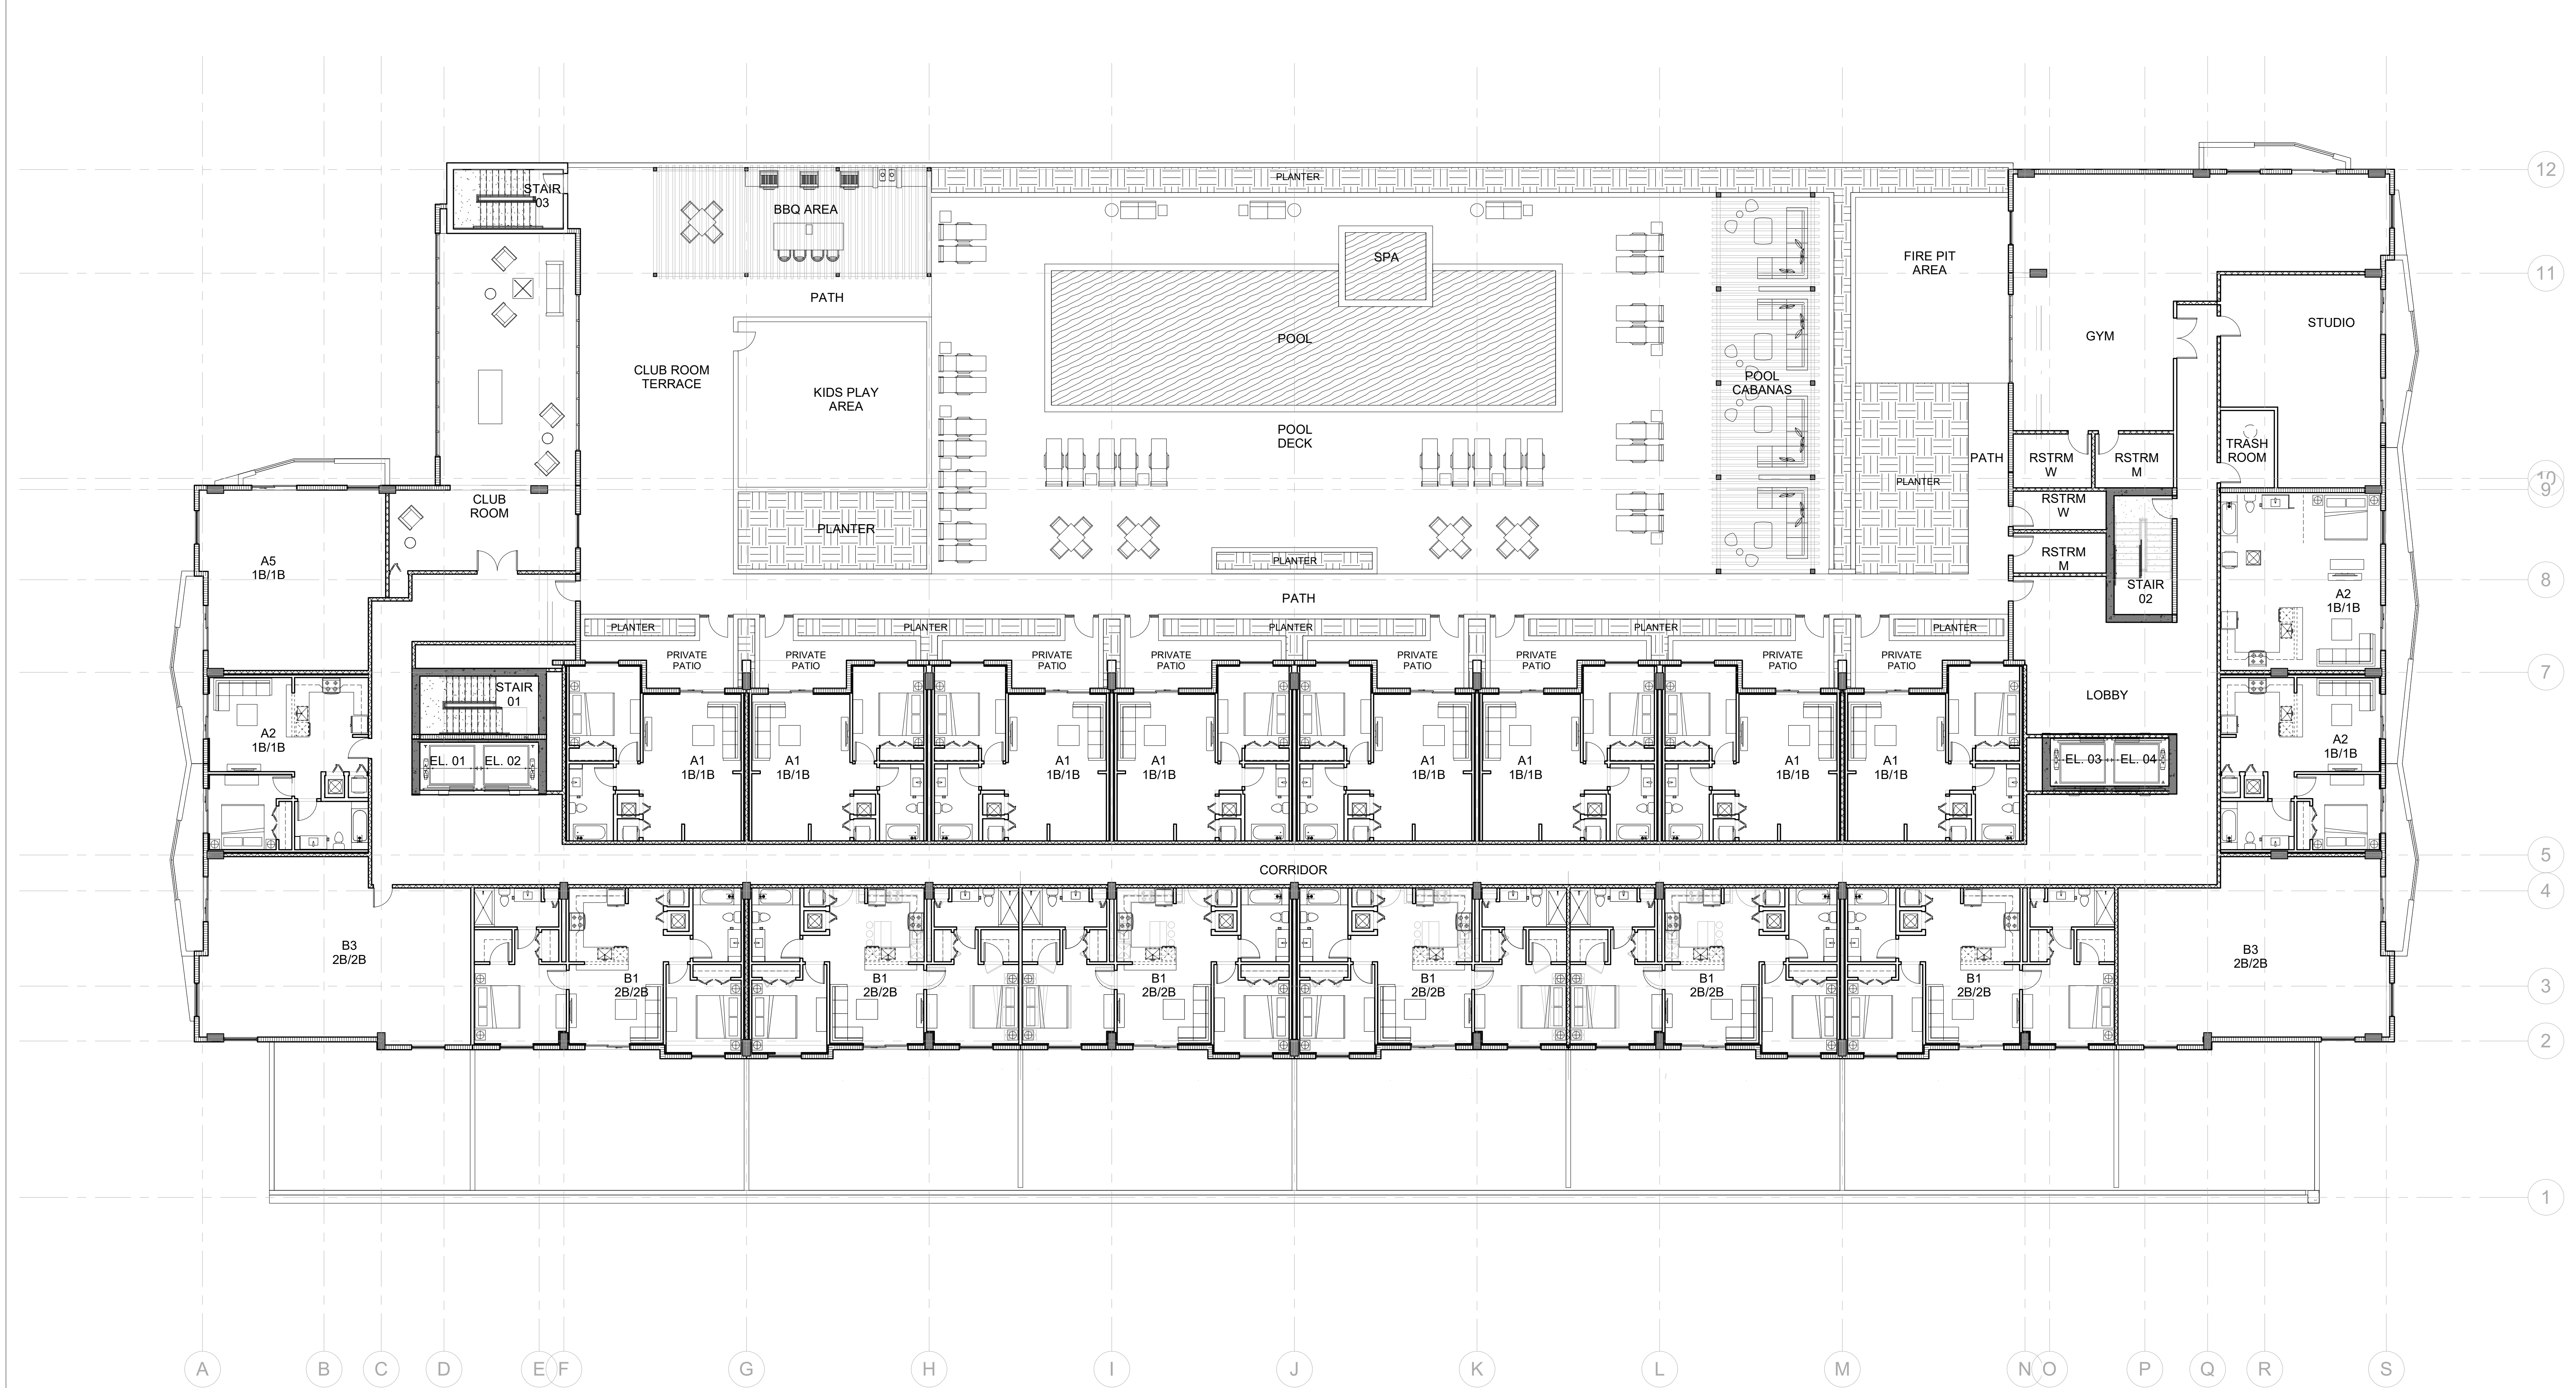 12
PLANTER
STAIR
03
BBQ AREA
SPA
FIRE PIT
AREA
11
PATH
STUDIO
POOL
GYM
CLUB ROOM
TERRACE
KIDS PLAY
AREA
POOL
CABANAS
POOL
DECK
TRASH
ROOM
PATH
RSTRM
W
RSTRM
M
10
9
PLANTER
CLUB
ROOM
RSTRM
W
PLANTER
A5
1B/1B
PLANTER
RSTRM
M
8
STAIR
02
A2
1B/1B
PATH
PLANTER
PLANTER
PLANTER
PLANTER
PLANTER
PRIVATE
PATIO
PRIVATE
PATIO
PRIVATE
PATIO
PRIVATE
PATIO
PRIVATE
PATIO
PRIVATE
PATIO
PRIVATE
PATIO
PRIVATE
PATIO
7
STAIR
01
LOBBY
A2
1B/1B
A2
1B/1B
EL. 01
EL. 02
A1
1B/1B
A1
1B/1B
A1
1B/1B
A1
1B/1B
A1
1B/1B
A1
1B/1B
A1
1B/1B
A1
1B/1B
EL. 03
EL. 04
5
CORRIDOR
4
B3
2B/2B
B1
2B/2B
B1
2B/2B
B1
2B/2B
B1
2B/2B
B1
2B/2B
B1
2B/2B
B3
2B/2B
3
2
1
A
B
C
D
E
F
G
H
I
J
K
L
M
N
O
P
Q
R
S